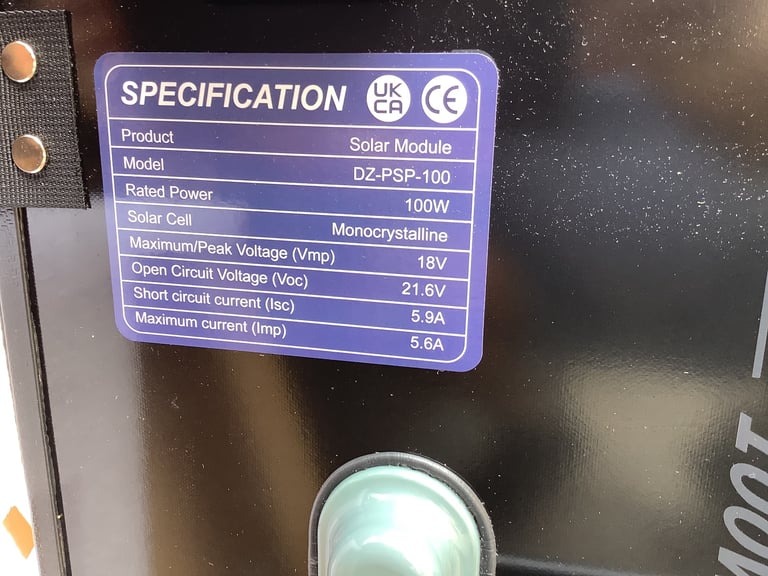 SPECIFICATION UK CA CE
Product Solar Module
Model DZ-PSP-100
Rated Power 100W
Solar Cell Monocrystalline
Maximum/Peak Voltage (Vmp) 18V
Open Circuit Voltage (Voc) 21.6V
Short circuit current (Isc) 5.9A
Maximum current (Imp) 5.6A